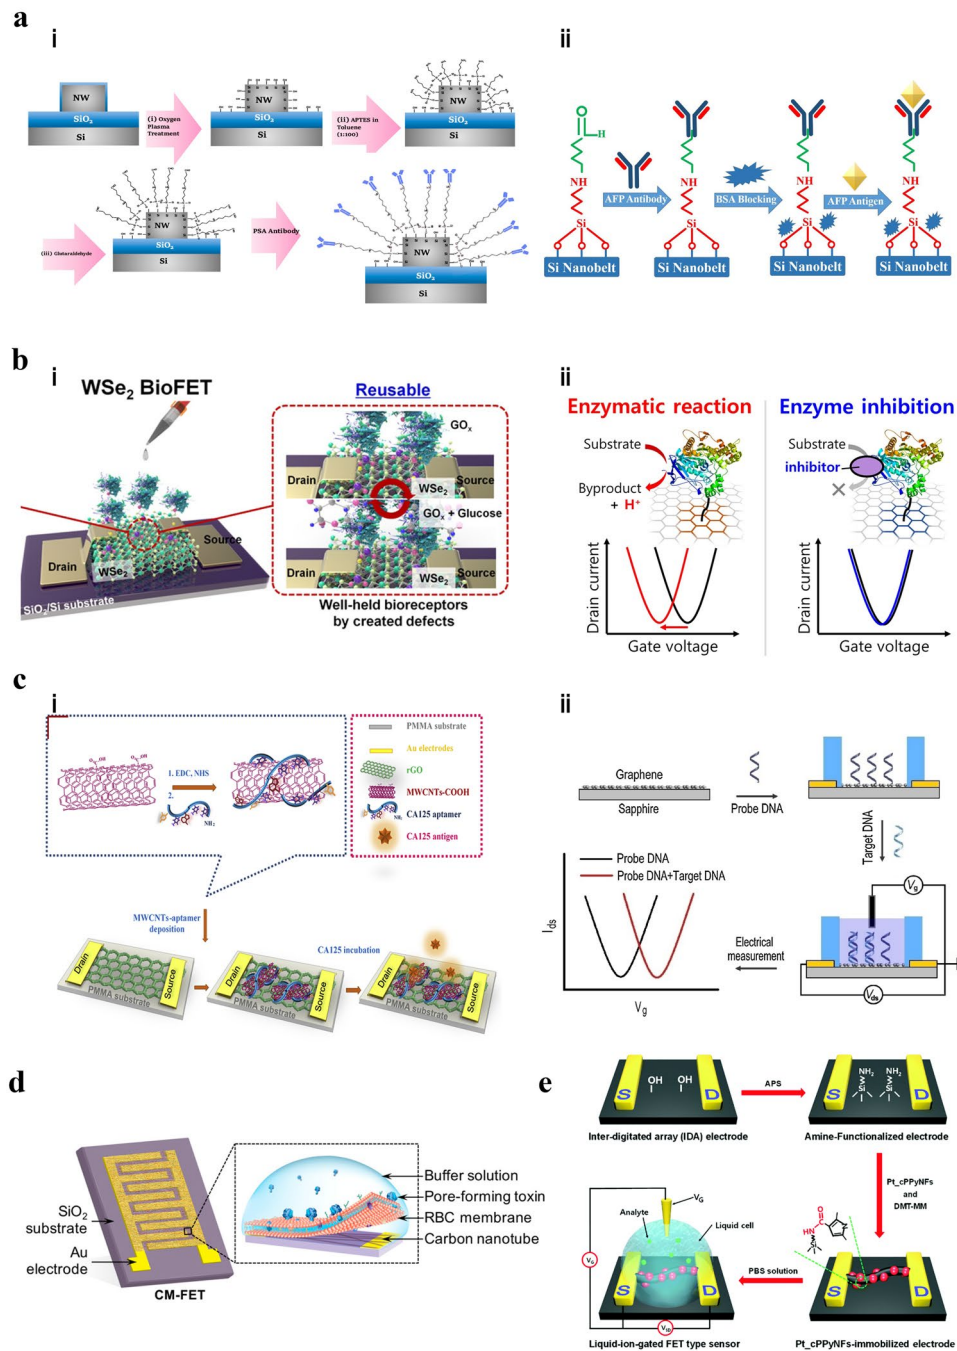 a
i
NW
SiO2
Si
(i) Oxygen
Plasma
Treatment
NW
SiO2
Si
(ii) APTES in
Toluene
(1:100)
NW
SiO2
Si
(iii) Glutaraldehyde
NW
SiO2
Si
PSA Antibody
NW
SiO2
Si
ii
O
H
NH
Si
Si Nanobelt
AFP Antibody
NH
Si
Si Nanobelt
BSA Blocking
NH
Si
Si Nanobelt
AFP Antigen
NH
Si
Si Nanobelt
b
i
WSe2 BioFET
Drain
WSe2
Source
SiO2/Si substrate
Reusable
GOx
Drain
Source
WSe2
GOx + Glucose
Drain
Source
WSe2
Well-held bioreceptors
by created defects
ii
Enzymatic reaction
Substrate
Byproduct
+ H+
Drain current
Gate voltage
Enzyme inhibition
Substrate
inhibitor
Drain current
Gate voltage
c
i
1. EDC, NHS
2.
NH2
PMMA substrate
Au electrodes
rGO
MWCNTs-COOH
CA125 aptamer
CA125 antigen
MWCNTs-aptamer
deposition
CA125 incubation
Drain
Source
PMMA substrate
Drain
Source
PMMA substrate
Drain
Source
PMMA substrate
ii
Graphene
Sapphire
Probe DNA
Target DNA
Vg
Vds
Electrical
measurement
Probe DNA
Probe DNA+Target DNA
Ids
Vg
d
SiO2
substrate
Au
electrode
CM-FET
Buffer solution
Pore-forming toxin
RBC membrane
Carbon nanotube
e
OH OH
S D
Inter-digitated array (IDA) electrode
APS
NH2 NH2
Si Si
S D
Amine-Functionalized electrode
Pt_cPPyNFs
and
DMT-MM
S D
Pt_cPPyNFs-immobilized electrode
PBS solution
VG
Analyte
Liquid cell
S D
Liquid-ion-gated FET type sensor